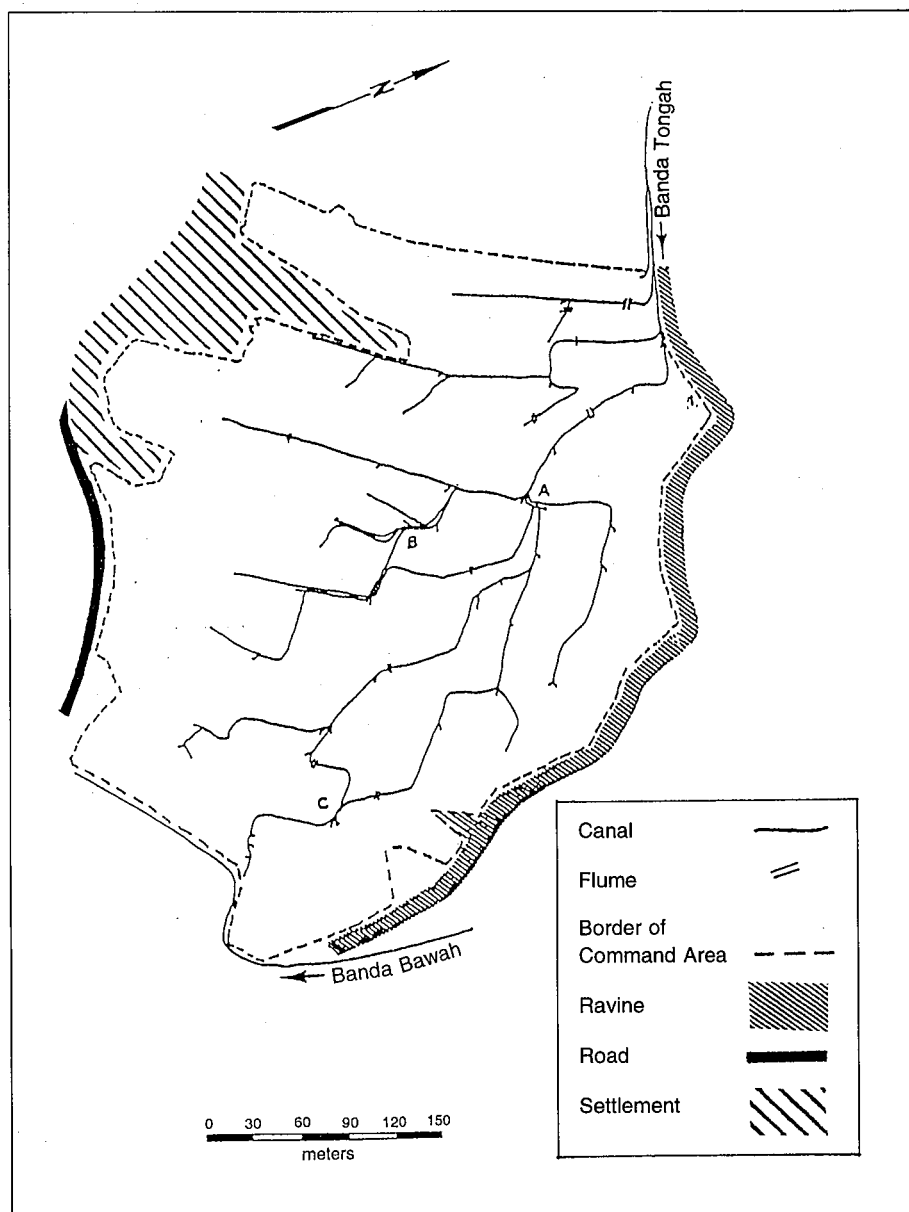 N
Banda Tongah
A
B
C
Banda Bawah
Canal
Flume
Border of
Command Area
Ravine
Road
Settlement
0 30 60 90 120 150
meters